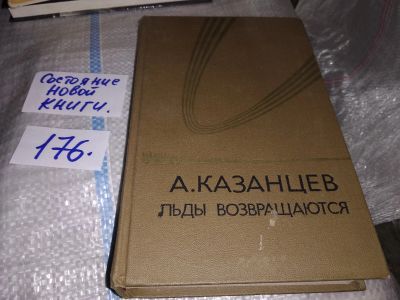 Состояние
новой
книги.
176.
А.КАЗАНЦЕВ
ЛЬДЫ ВОЗВРАЩАЮТСЯ